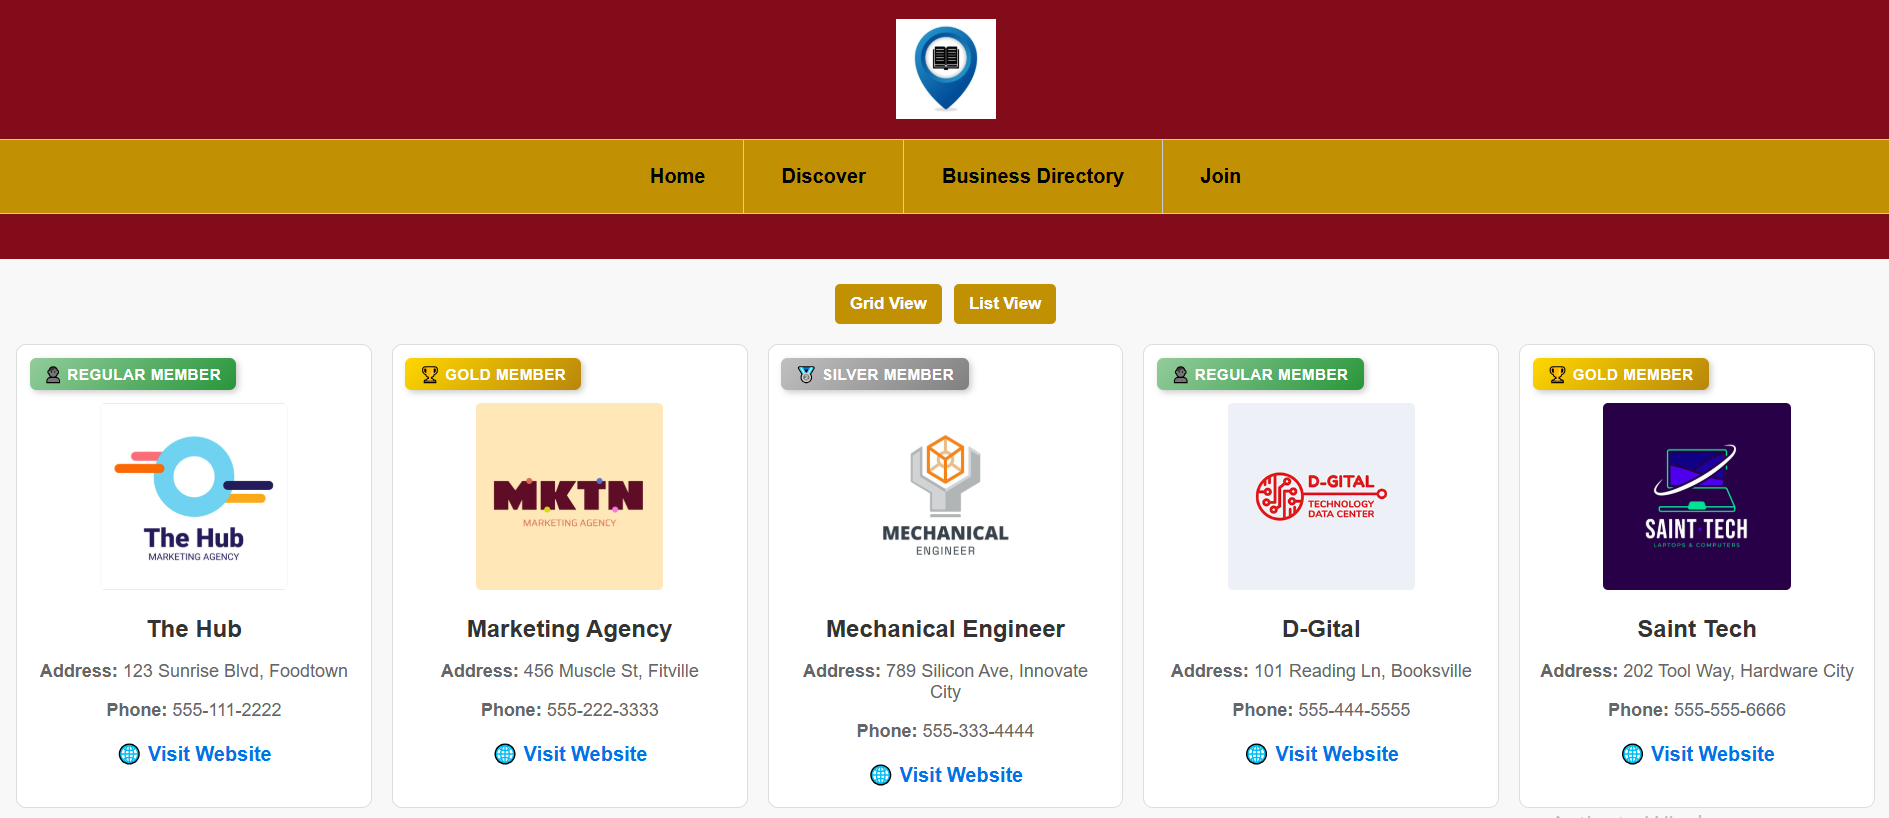 Home Discover Business Directory Join
Grid View List View
REGULAR MEMBER
The Hub
MARKETING AGENCY
The Hub
Address: 123 Sunrise Blvd, Foodtown
Phone: 555-111-2222
Visit Website
GOLD MEMBER
MKTN
MARKETING AGENCY
Marketing Agency
Address: 456 Muscle St, Fitville
Phone: 555-222-3333
Visit Website
SILVER MEMBER
MECHANICAL
ENGINEER
Mechanical Engineer
Address: 789 Silicon Ave, Innovate
City
Phone: 555-333-4444
Visit Website
REGULAR MEMBER
D-GITAL
TECHNOLOGY
DATA CENTER
D-Gital
Address: 101 Reading Ln, Booksville
Phone: 555-444-5555
Visit Website
GOLD MEMBER
SAINT TECH
LAPTOPS & COMPUTERS
Saint Tech
Address: 202 Tool Way, Hardware City
Phone: 555-555-6666
Visit Website